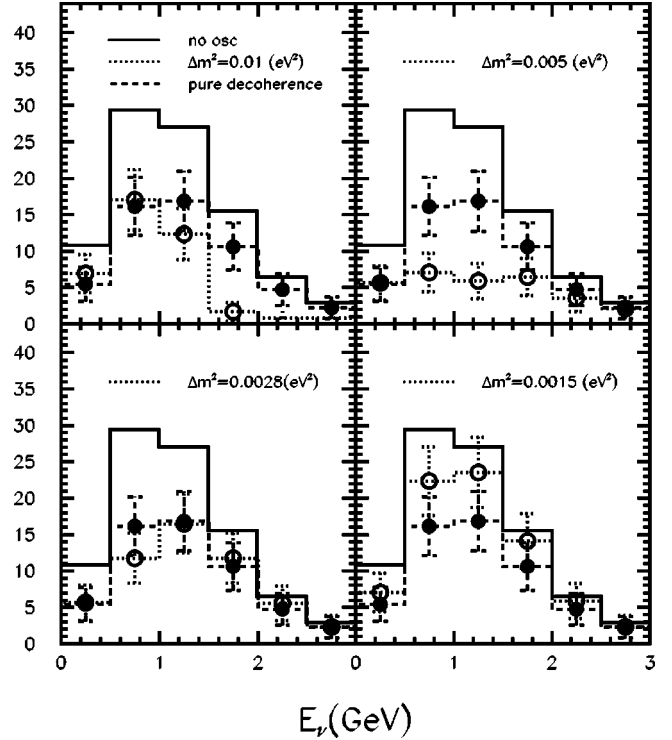 no osc
Δm²=0.01 (eV²)
pure decoherence
Δm²=0.005 (eV²)
40
35
30
25
20
15
10
5
0
Δm²=0.0028(eV²)
Δm²=0.0015 (eV²)
40
35
30
25
20
15
10
5
0
0 1 2 0 1 2 3
E_ν(GeV)